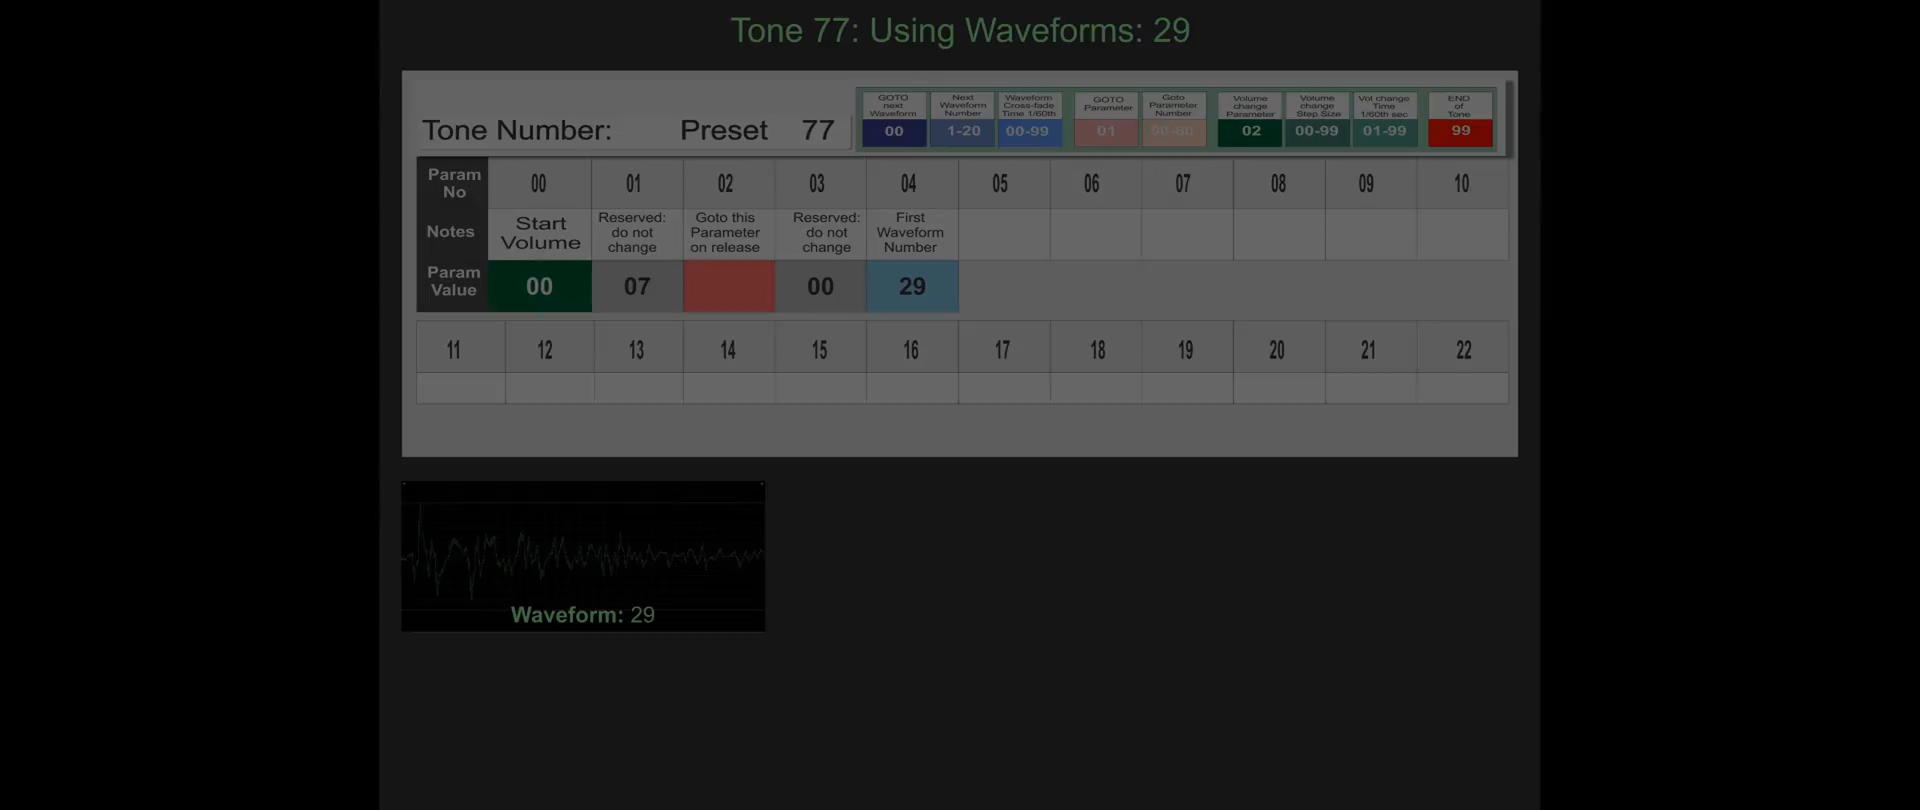 Tone 77: Using Waveforms: 29
Tone Number: Preset 77
GOTO next Waveform
Next Waveform Number
Waveform Cross-fade Time 1/60th
GOTO Parameter
Goto Parameter Number
Volume change Parameter
Volume change Step Size
Vol change Time 1/60th sec
END of Tone
00 1-20 00-99 01 00-60 02 00-99 01-99 99
Param No 00 01 02 03 04 05 06 07 08 09 10
Notes
Start Volume
Reserved: do not change
Goto this Parameter on release
Reserved: do not change
First Waveform Number
Param Value 00 07 00 29
11 12 13 14 15 16 17 18 19 20 21 22
Waveform: 29